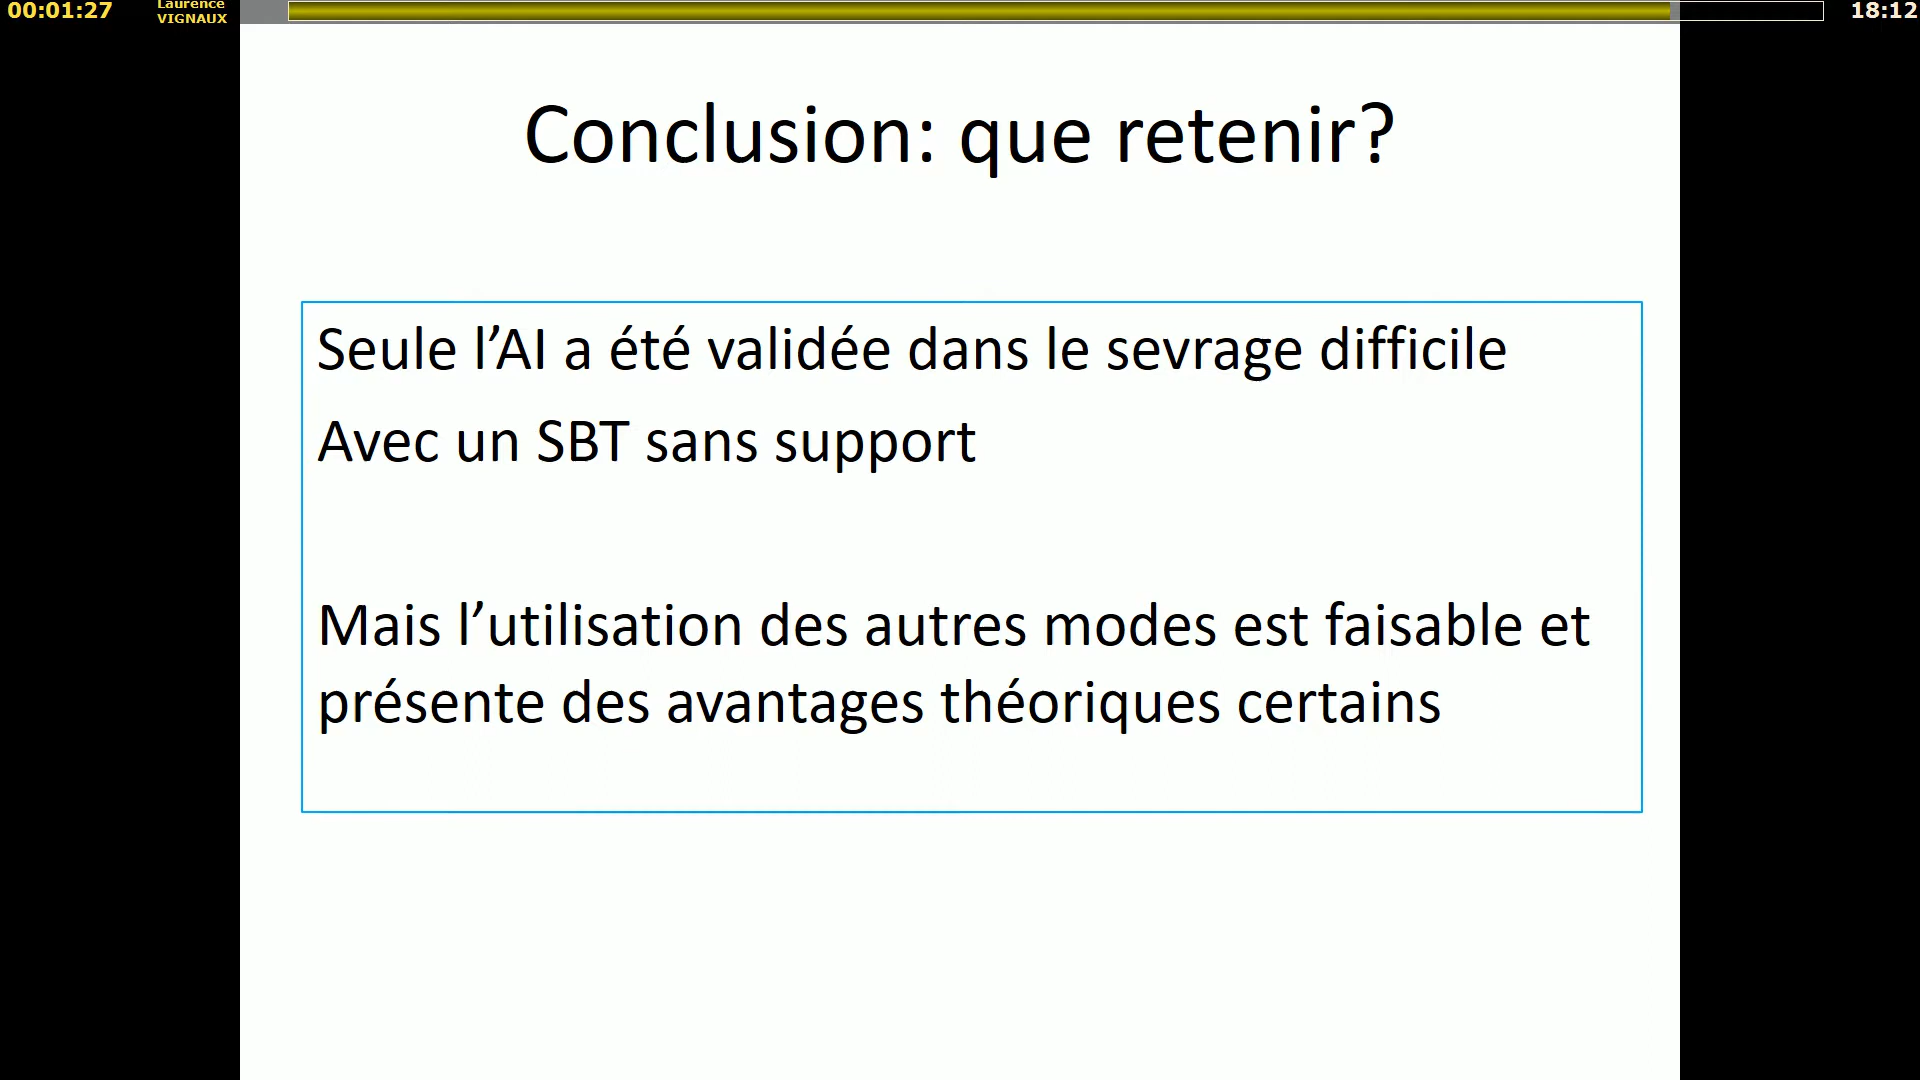 00:01:27
Laurence
VIGNAUX
18:12
Conclusion: que retenir?
Seule l’AI a été validée dans le sevrage difficile
Avec un SBT sans support
Mais l’utilisation des autres modes est faisable et
présente des avantages théoriques certains